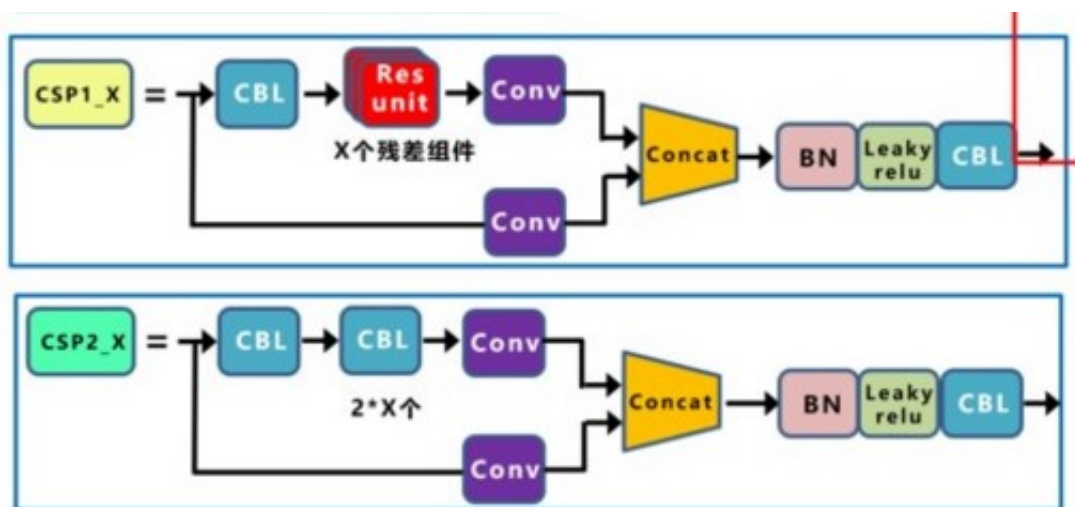 CSP1_X = CBL Res unit Conv
X个残差组件
Concat BN Leaky relu CBL
Conv
CSP2_X = CBL CBL Conv
2*X个
Concat BN Leaky relu CBL
Conv